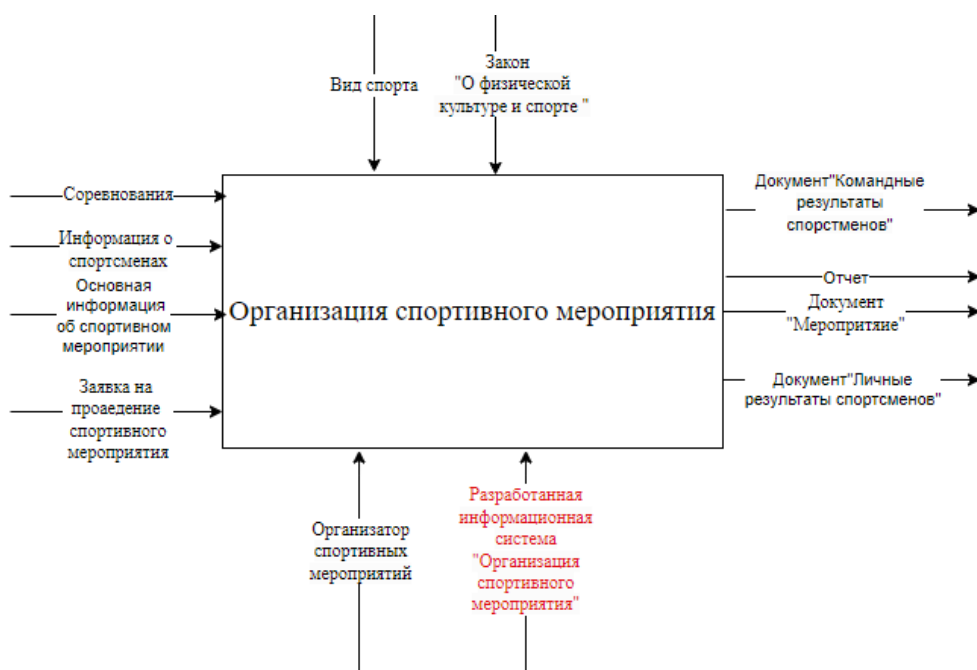 Вид спорта
Закон
"О физической
культуре и спорте "
Соревнования
Информация о
спортсменах
Основная
информация
об спортивном
мероприятии
Заявка на
проаедение
спортивного
мероприятия
Организация спортивного мероприятия
Документ"Командные
результаты
спорстменов"
Отчет
Документ
"Меропритяие"
Документ"Личные
результаты спортсменов"
Организатор
спортивных
мероприятий
Разработанная
информационная
система
"Организация
спортивного
мероприятия"